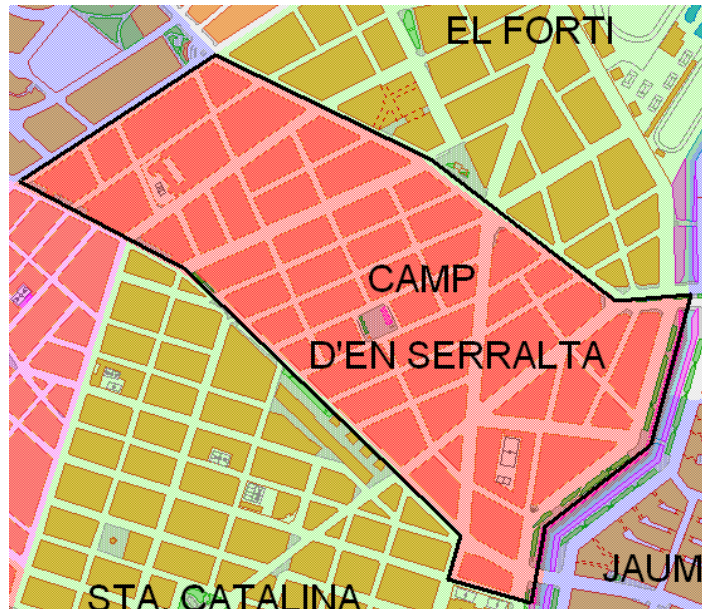 EL FORTI
CAMP
D'EN SERRALTA
JAUM
STA. CATALINA